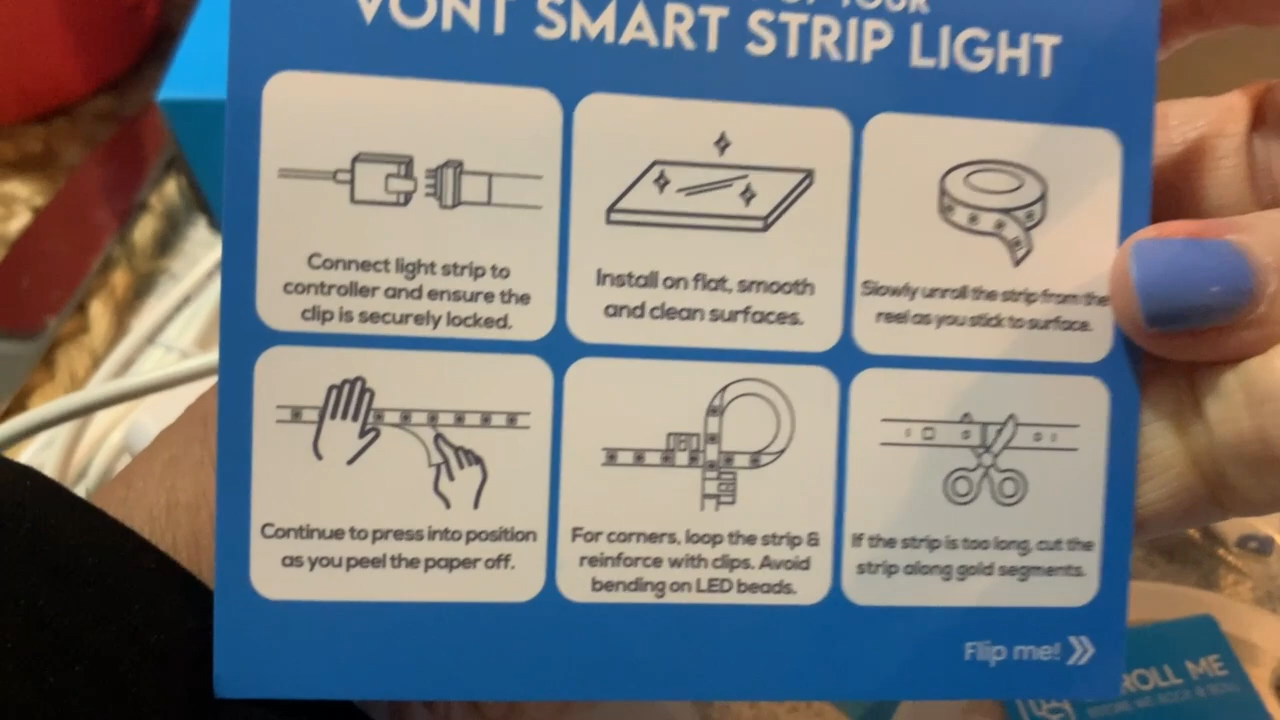 YOUR
VONT SMART STRIP LIGHT
Connect light strip to
controller and ensure the
clip is securely locked.
Install on flat, smooth
and clean surfaces.
Slowly unroll the strip from the
reel as you stick to surface.
Continue to press into position
as you peel the paper off.
For corners, loop the strip &
reinforce with clips. Avoid
bending on LED beads.
If the strip is too long, cut the
strip along gold segments.
Flip me!
ROLL ME